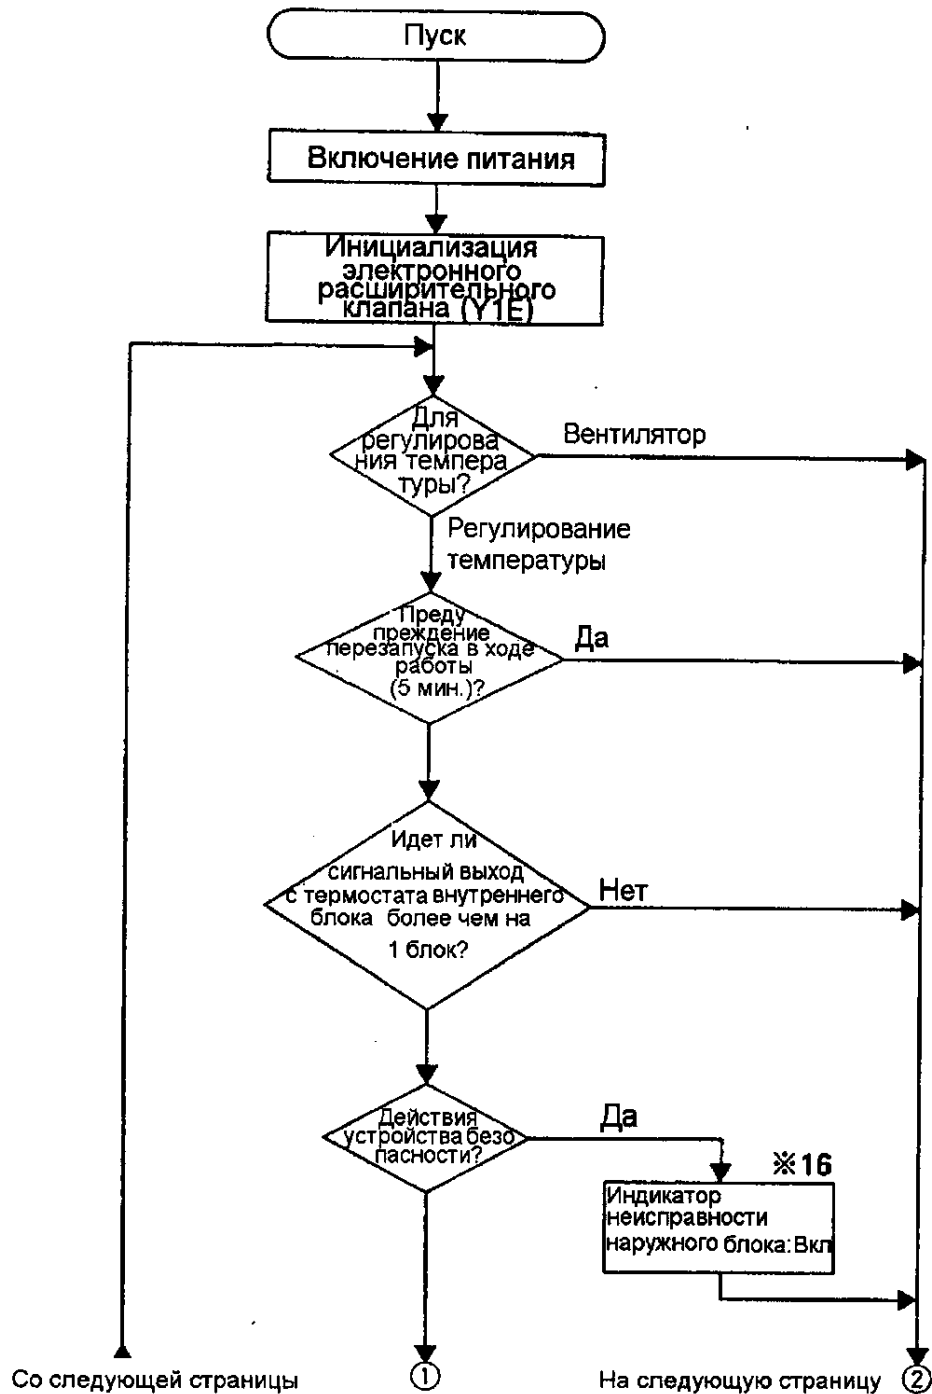 Пуск
Включение питания
Инициализация
электронного
расширительного
клапана (Y1E)
Для
регулирова
ния темпера
туры?
Вентилятор
Регулирование
температуры
Преду
преждение
перезапуска в ходе
работы
(5 мин.)?
Да
Идет ли
сигнальный выход
с термостата внутреннего
блока более чем на
1 блок?
Нет
Действия
устройства безо
пасности?
Да
※16
Индикатор
неисправности
наружного блока:Вкл
Со следующей страницы
①
На следующую страницу ②